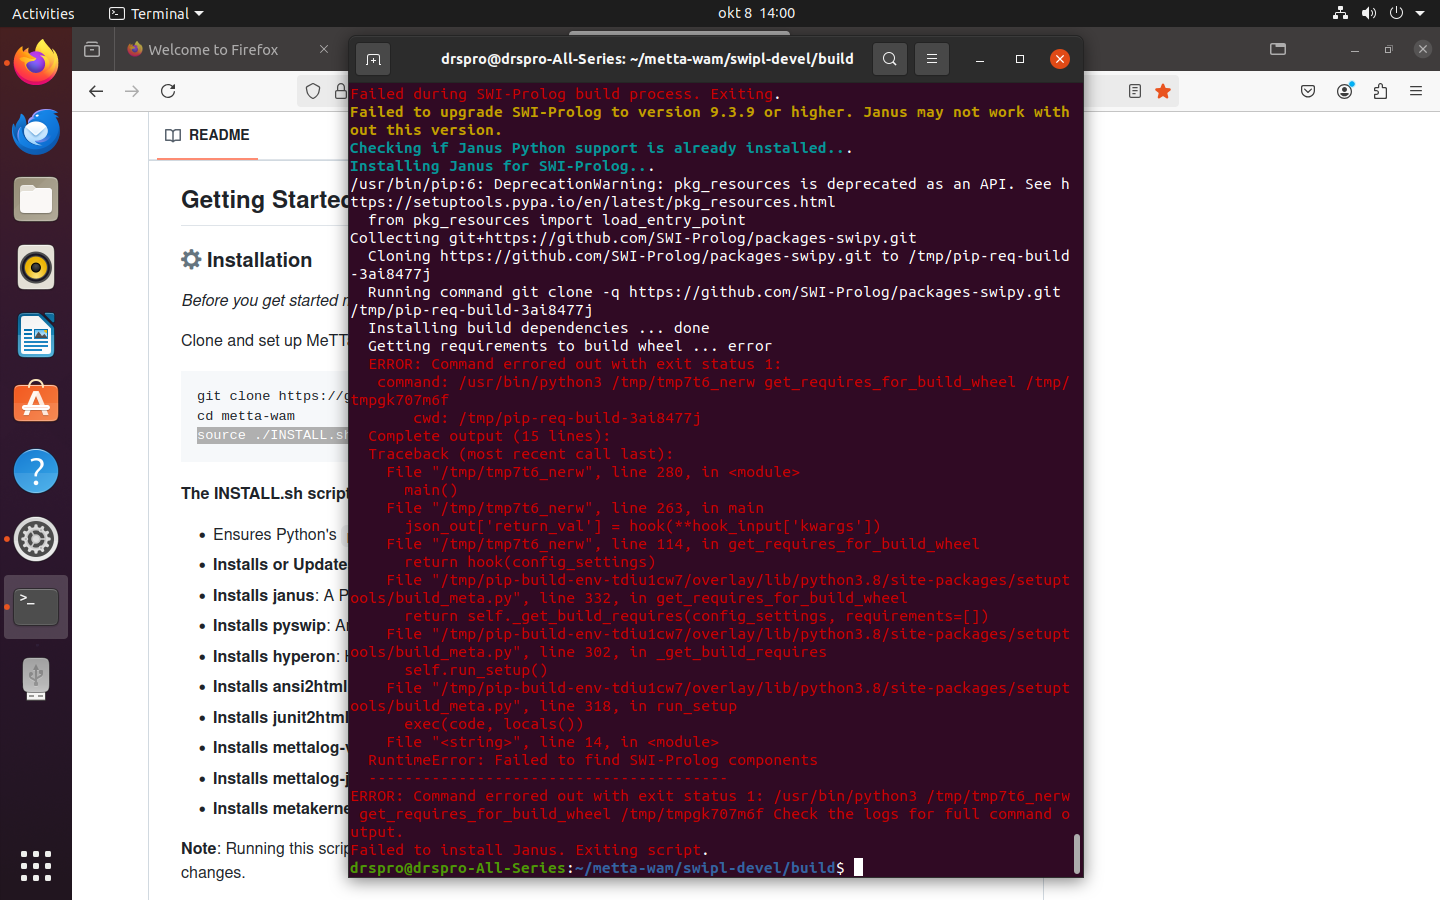 Activities
Terminal
okt 8 14:00
Welcome to Firefox
drspro@drspro-All-Series: ~/metta-wam/swipl-devel/build
README
Getting Started
Installation
Before you get started
Clone and set up
git clone https://
cd metta-wam
source ./INSTALL.sh
The INSTALL.sh script
Ensures Python's
Installs or Update
Installs janus: A
Installs pyswip:
Installs hyperon:
Installs ansi2html
Installs junit2html
Installs mettalog-
Installs mettalog-
Installs metakerne
Note: Running this scrip
changes.
Failed during SWI-Prolog build process. Exiting.
Failed to upgrade SWI-Prolog to version 9.3.9 or higher. Janus may not work with
out this version.
Checking if Janus Python support is already installed...
Installing Janus for SWI-Prolog...
/usr/bin/pip:6: DeprecationWarning: pkg_resources is deprecated as an API. See h
ttps://setuptools.pypa.io/en/latest/pkg_resources.html
from pkg_resources import load_entry_point
Collecting git+https://github.com/SWI-Prolog/packages-swipy.git
Cloning https://github.com/SWI-Prolog/packages-swipy.git to /tmp/pip-req-build
-3ai8477j
Running command git clone -q https://github.com/SWI-Prolog/packages-swipy.git
/tmp/pip-req-build-3ai8477j
Installing build dependencies ... done
Getting requirements to build wheel ... error
ERROR: Command errored out with exit status 1:
command: /usr/bin/python3 /tmp/tmp7t6_nerw get_requires_for_build_wheel /tmp/
tmpgk707m6f
cwd: /tmp/pip-req-build-3ai8477j
Complete output (15 lines):
Traceback (most recent call last):
File "/tmp/tmp7t6_nerw", line 280, in <module>
main()
File "/tmp/tmp7t6_nerw", line 263, in main
json_out['return_val'] = hook(**hook_input['kwargs'])
File "/tmp/tmp7t6_nerw", line 114, in get_requires_for_build_wheel
return hook(config_settings)
File "/tmp/pip-build-env-tdiu1cw7/overlay/lib/python3.8/site-packages/setupt
ools/build_meta.py", line 332, in get_requires_for_build_wheel
return self._get_build_requires(config_settings, requirements=[])
File "/tmp/pip-build-env-tdiu1cw7/overlay/lib/python3.8/site-packages/setupt
ools/build_meta.py", line 302, in _get_build_requires
self.run_setup()
File "/tmp/pip-build-env-tdiu1cw7/overlay/lib/python3.8/site-packages/setupt
ools/build_meta.py", line 318, in run_setup
exec(code, locals())
File "<string>", line 14, in <module>
RuntimeError: Failed to find SWI-Prolog components
----------------------------------------
ERROR: Command errored out with exit status 1: /usr/bin/python3 /tmp/tmp7t6_nerw
get_requires_for_build_wheel /tmp/tmpgk707m6f Check the logs for full command o
utput.
Failed to install Janus. Exiting script.
drspro@drspro-All-Series:~/metta-wam/swipl-devel/build$